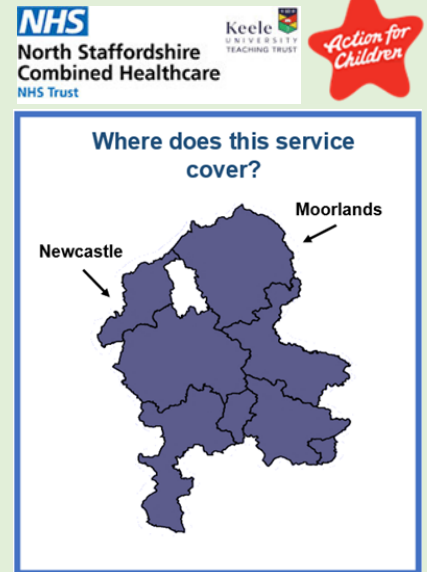 NHS
North Staffordshire
Combined Healthcare
NHS Trust
Keele
UNIVERSITY
TEACHING TRUST
Action for
Children
Where does this service
cover?
Moorlands
Newcastle